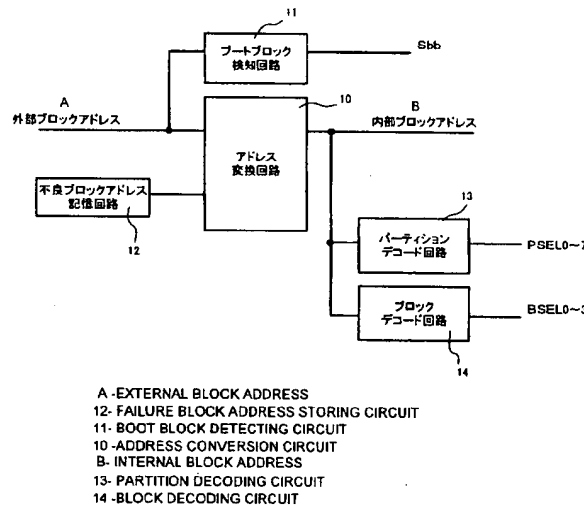 11
ブートブロック
検知回路
Sbb
A
外部ブロックアドレス
10
アドレス
変換回路
B
内部ブロックアドレス
不良ブロックアドレス
記憶回路
12
13
パーティション
デコード回路
PSEL0～7
ブロック
デコード回路
BSEL0～3
14
A -EXTERNAL BLOCK ADDRESS
12- FAILURE BLOCK ADDRESS STORING CIRCUIT
11- BOOT BLOCK DETECTING CIRCUIT
10 -ADDRESS CONVERSION CIRCUIT
B- INTERNAL BLOCK ADDRESS
13- PARTITION DECODING CIRCUIT
14 -BLOCK DECODING CIRCUIT